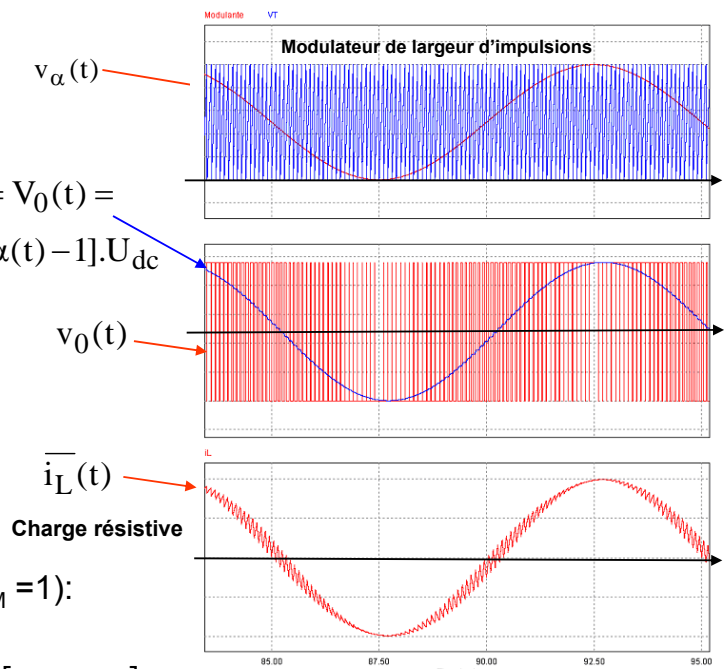 Modulante VT
Modulateur de largeur d'impulsions
v_α(t)
= V_0(t) =
α(t) – 1].U_dc
v_0(t)
iL
i_L(t)
Charge résistive
M =1):
85.00 87.50 90.00 92.50 95.00